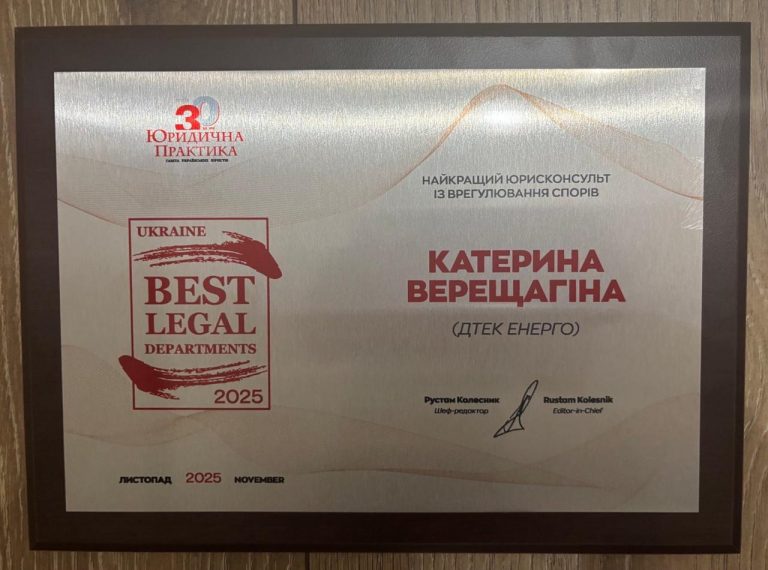 30
ЮРИДИЧНА
ПРАКТИКА
ГАЗЕТА УКРАЇНСЬКИХ ЮРИСТІВ
UKRAINE
BEST
LEGAL
DEPARTMENTS
2025
НАЙКРАЩИЙ ЮРИСКОНСУЛЬТ
ІЗ ВРЕГУЛЮВАННЯ СПОРІВ
КАТЕРИНА
ВЕРЕЩАГІНА
(ДТЕК ЕНЕРГО)
Рустам Колесник
Шеф-редактор
Rustam Kolesnik
Editor-in-Chief
ЛИСТОПАД 2025 NOVEMBER